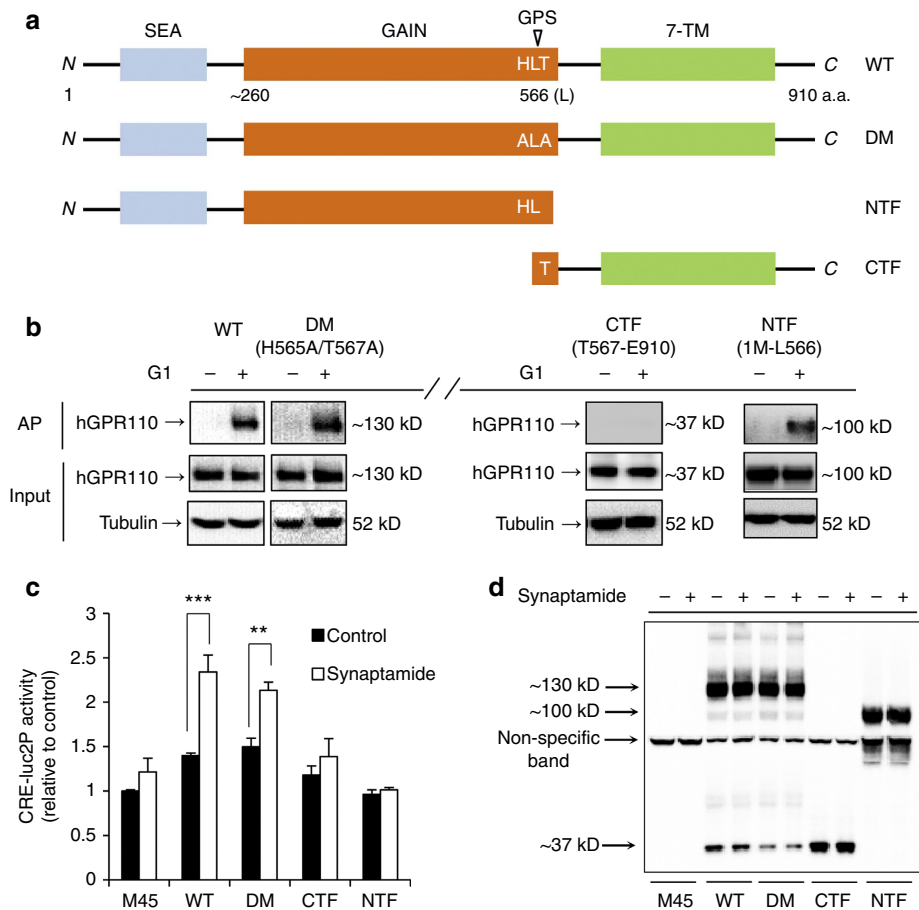 a
SEA GAIN GPS 7-TM
N HLT C WT
1 ~260 566 (L) 910 a.a.
N ALA C DM
N HL NTF
T C CTF
b
WT DM (H565A/T567A) CTF (T567-E910) NTF (1M-L566)
G1 – + – + G1 – + – +
AP hGPR110 → ~130 kD hGPR110 → ~37 kD ~100 kD
Input hGPR110 → ~130 kD hGPR110 → ~37 kD ~100 kD
Tubulin → 52 kD Tubulin → 52 kD 52 kD
c
CRE-luc2P activity
(relative to control)
3
2.5
2
1.5
1
0.5
0
*** **
Control
Synaptamide
M45 WT DM CTF NTF
d
Synaptamide – + – + – + – + – +
~130 kD
~100 kD
Non-specific
band
~37 kD
M45 WT DM CTF NTF